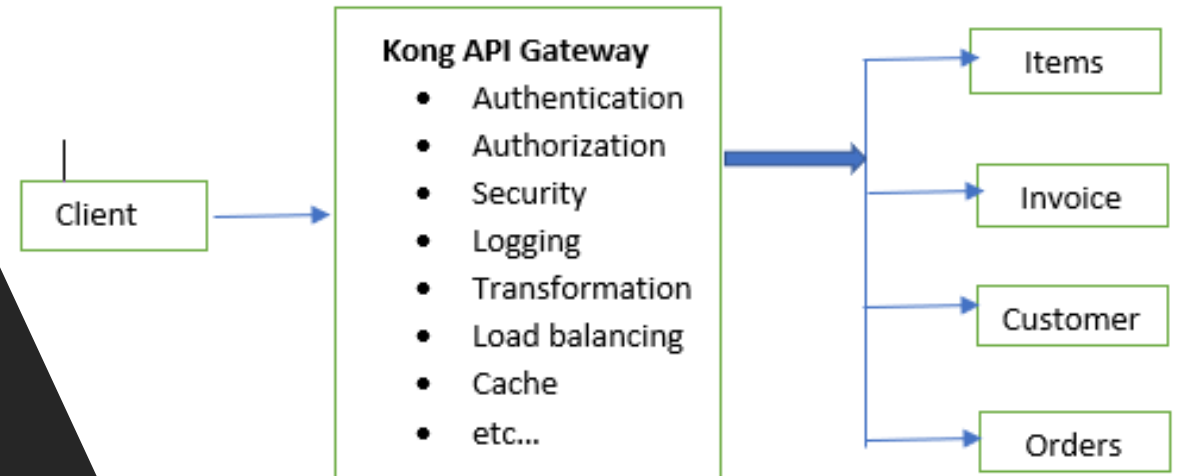 Client
Kong API Gateway
• Authentication
• Authorization
• Security
• Logging
• Transformation
• Load balancing
• Cache
• etc...
Items
Invoice
Customer
Orders